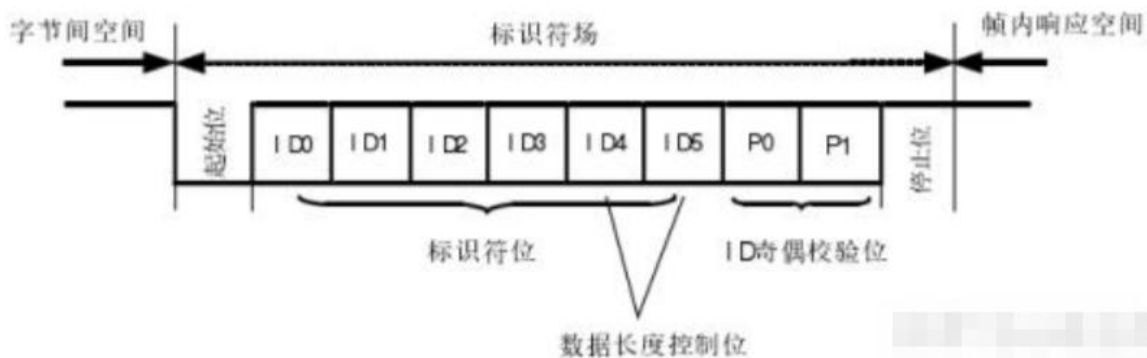 字节间空间
标识符场
帧内响应空间
起始位
ID0 ID1 ID2 ID3 ID4 ID5 P0 P1
停止位
标识符位
ID奇偶校验位
数据长度控制位